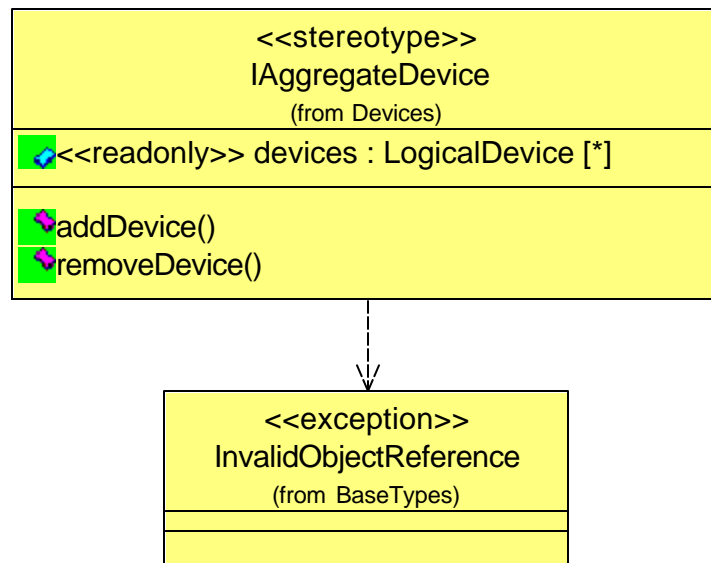 <<stereotype>>
IAggregateDevice
(from Devices)
<<readonly>> devices : LogicalDevice [*]
addDevice()
removeDevice()
<<exception>>
InvalidObjectReference
(from BaseTypes)